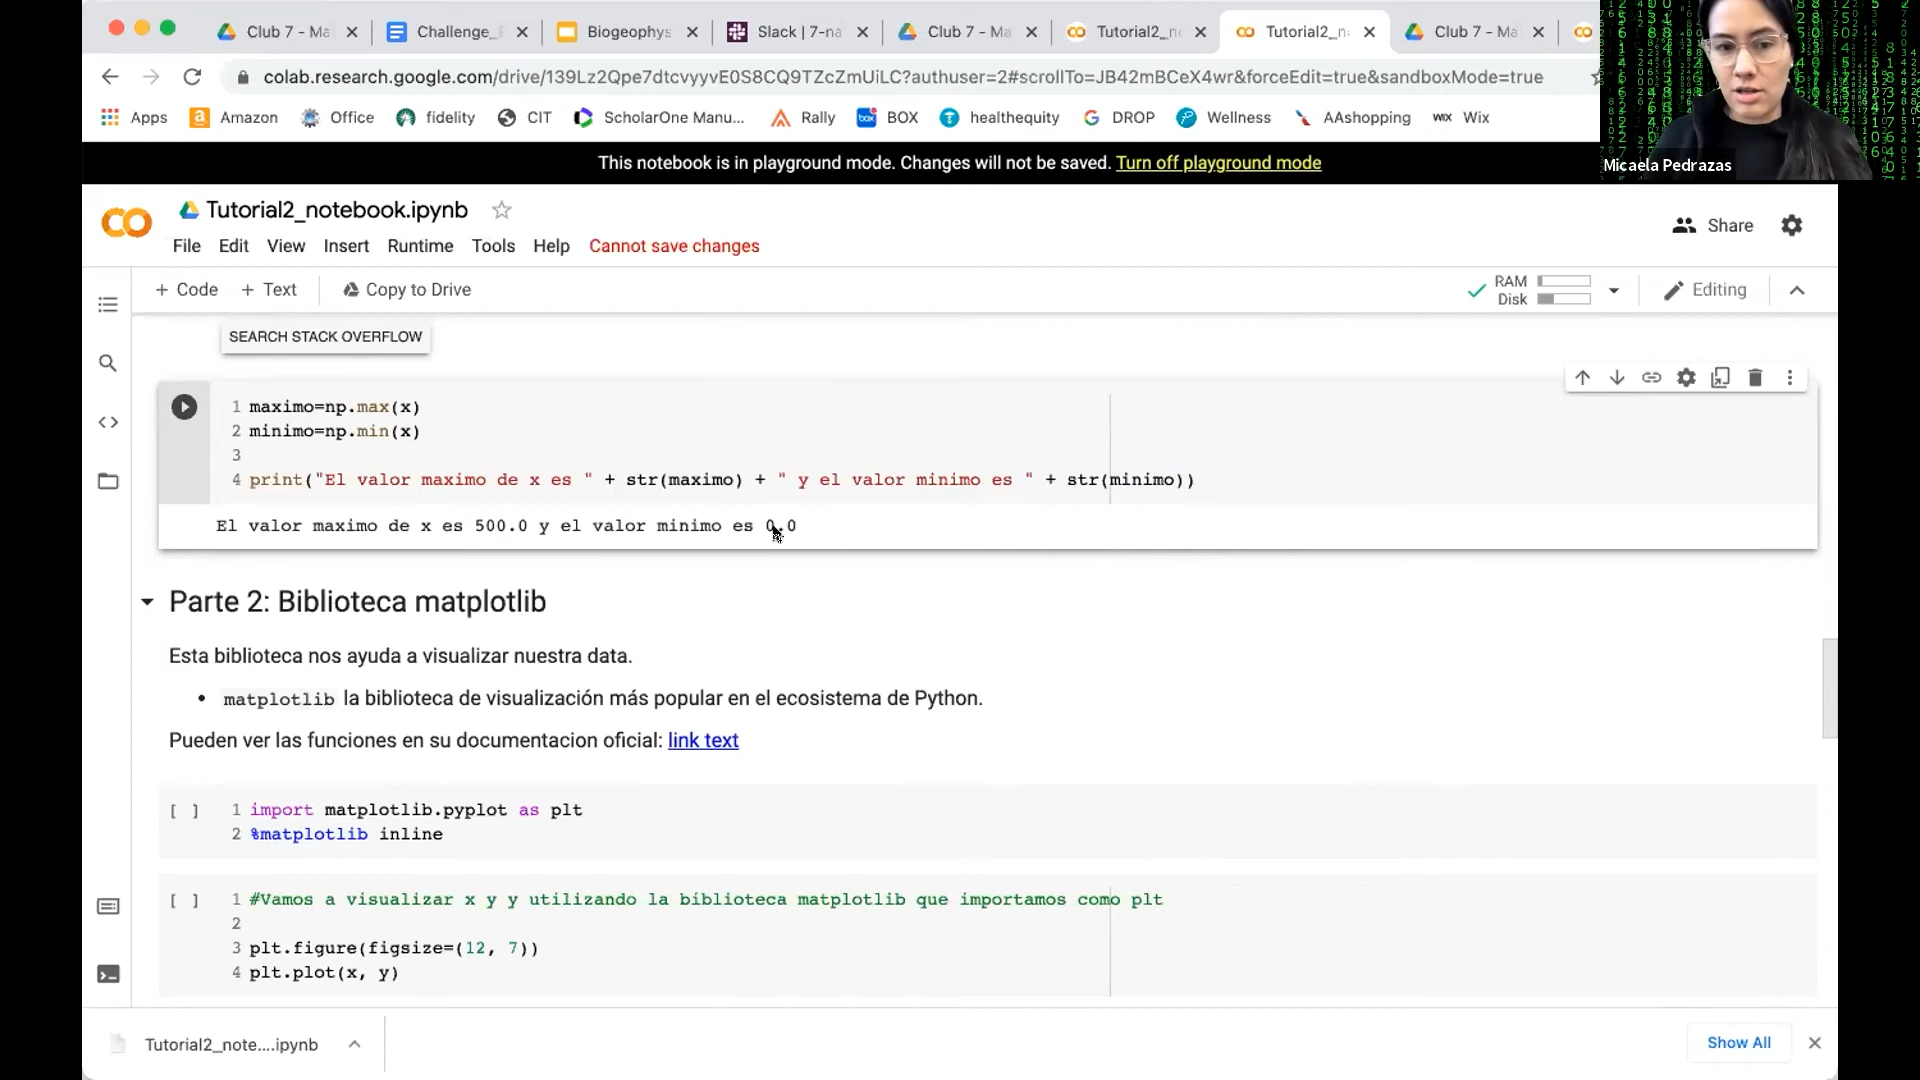 Club 7 - Ma
Challenge_
Biogeophys
Slack | 7-na
Club 7 - Ma
Tutorial2_n
Tutorial2_n
Club 7 - Ma
colab.research.google.com/drive/139Lz2Qpe7dtcvyyvE0S8CQ9TZcZmUiLC?authuser=2#scrollTo=JB42mBCeX4wr&forceEdit=true&sandboxMode=true
Apps Amazon Office fidelity CIT ScholarOne Manu... Rally BOX healthequity DROP Wellness AAshopping Wix
Micaela Pedrazas
This notebook is in playground mode. Changes will not be saved. Turn off playground mode
Tutorial2_notebook.ipynb
Share
File Edit View Insert Runtime Tools Help Cannot save changes
+ Code + Text Copy to Drive
RAM
Disk
Editing
SEARCH STACK OVERFLOW
1 maximo=np.max(x)
2 minimo=np.min(x)
3
4 print("El valor maximo de x es " + str(maximo) + " y el valor minimo es " + str(minimo))
El valor maximo de x es 500.0 y el valor minimo es 0.0
Parte 2: Biblioteca matplotlib
Esta biblioteca nos ayuda a visualizar nuestra data.
• matplotlib la biblioteca de visualización más popular en el ecosistema de Python.
Pueden ver las funciones en su documentacion oficial: link text
[ ] 1 import matplotlib.pyplot as plt
2 %matplotlib inline
[ ] 1 #Vamos a visualizar x y y utilizando la biblioteca matplotlib que importamos como plt
2
3 plt.figure(figsize=(12, 7))
4 plt.plot(x, y)
Tutorial2_note....ipynb
Show All